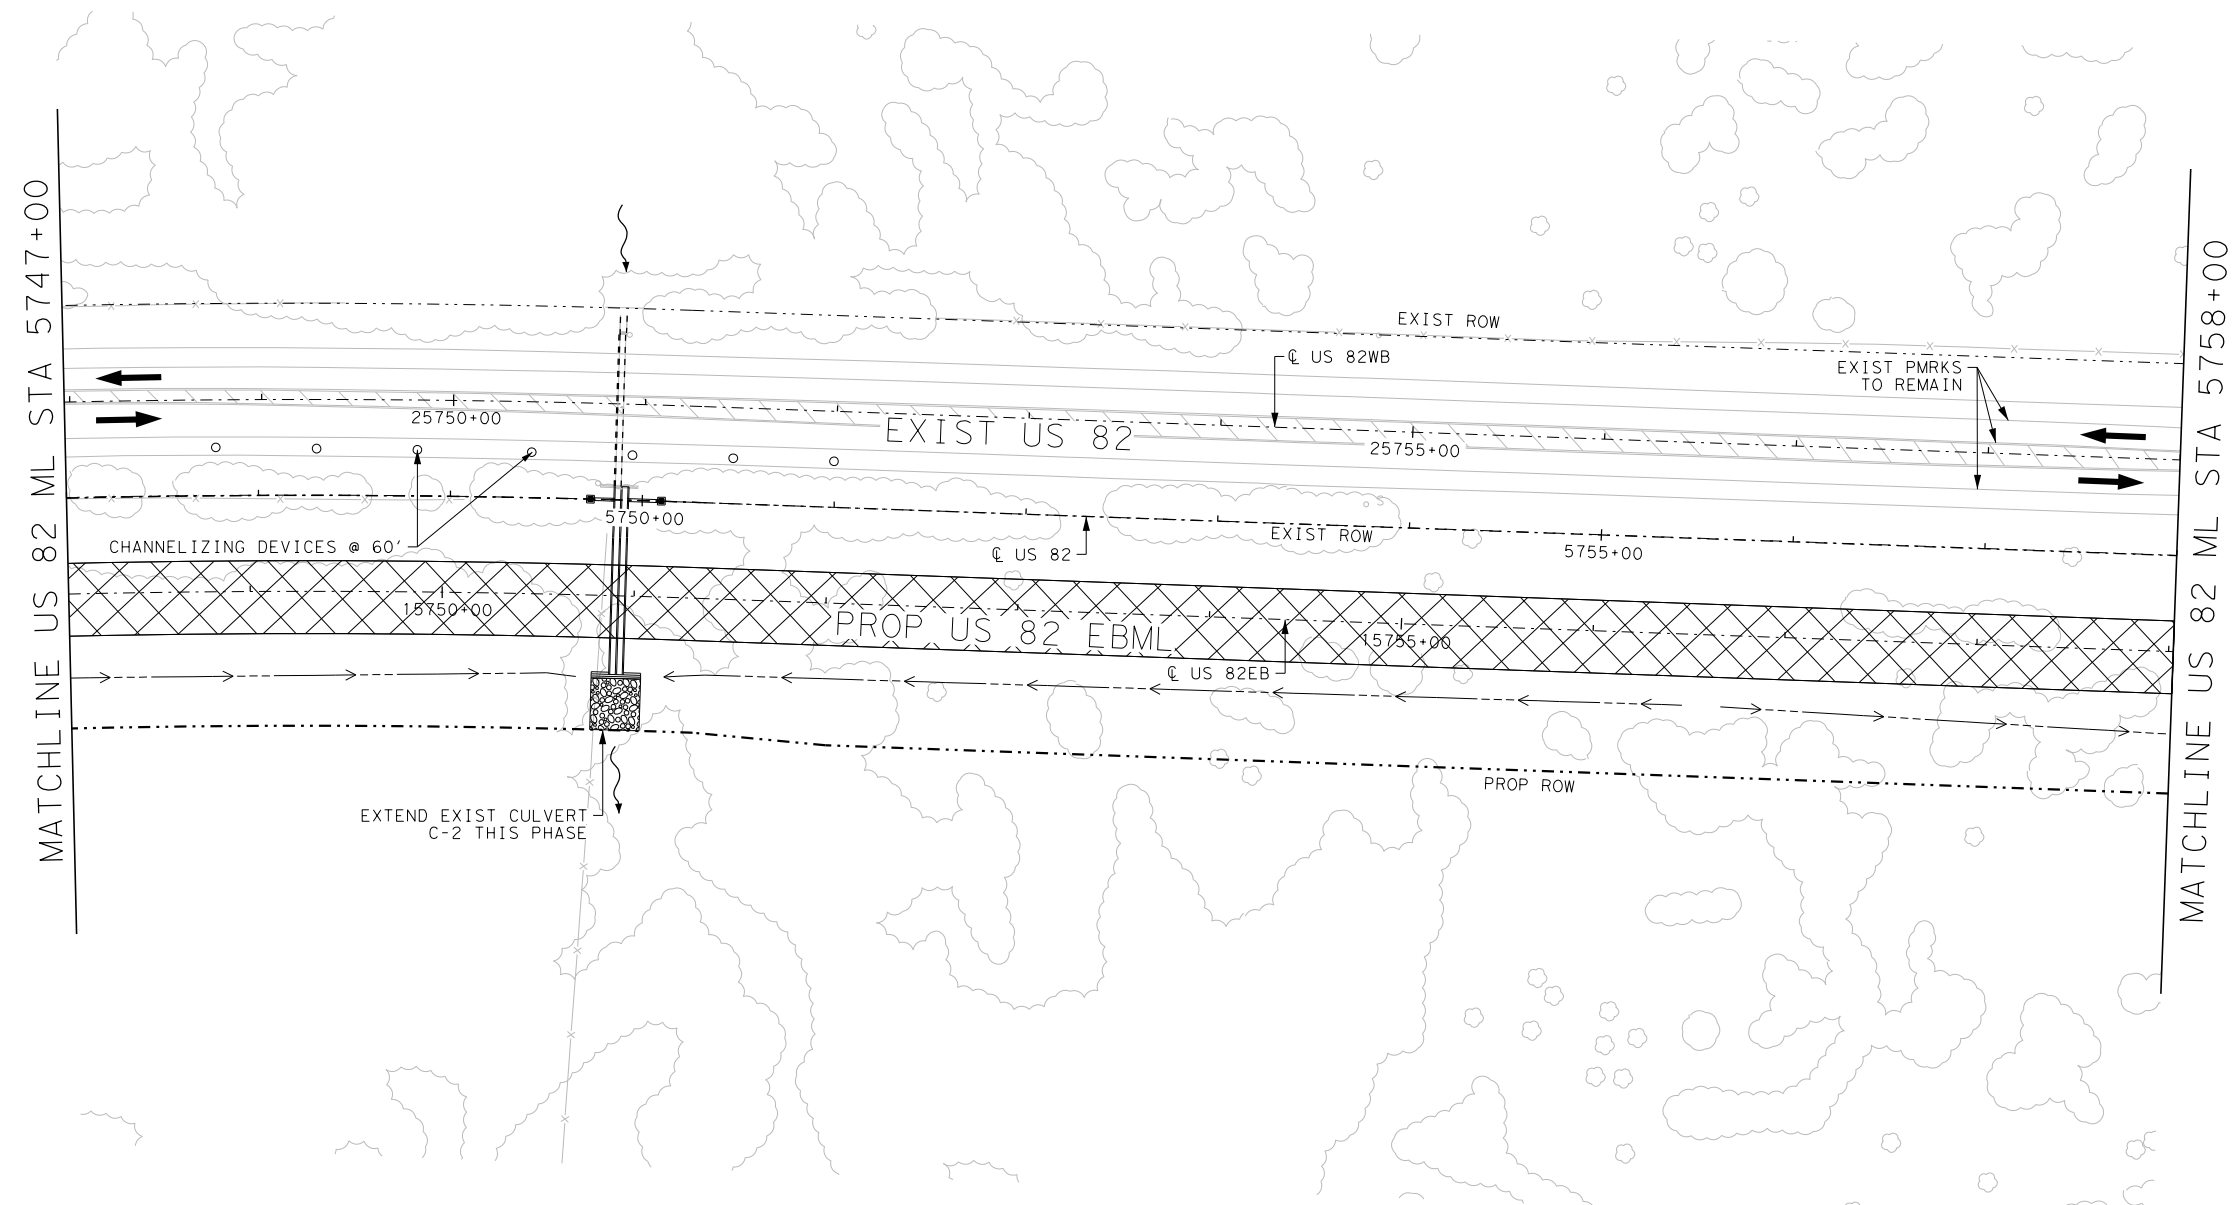 MATCHLINE US 82 ML STA 5747+00
EXIST ROW
℄ US 82WB
EXIST PMRKS
TO REMAIN
25750+00
EXIST US 82
25755+00
5750+00
EXIST ROW
CHANNELIZING DEVICES @ 60'
℄ US 82
5755+00
15750+00
PROP US 82 EBML
15755+00
℄ US 82EB
PROP ROW
EXTEND EXIST CULVERT
C-2 THIS PHASE
MATCHLINE US 82 ML STA 5758+00